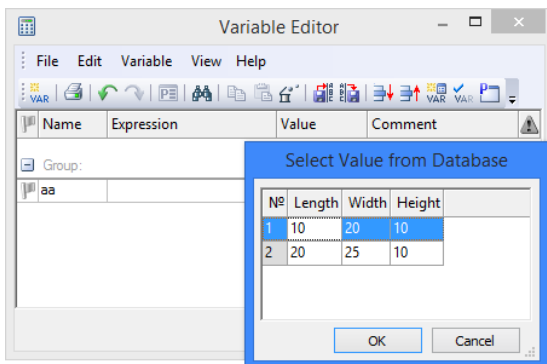 Variable Editor
File Edit Variable View Help
VAR VAR VAR P
Name Expression Value Comment
Group:
aa
Select Value from Database
№ Length Width Height
1 10 20 10
2 20 25 10
OK Cancel